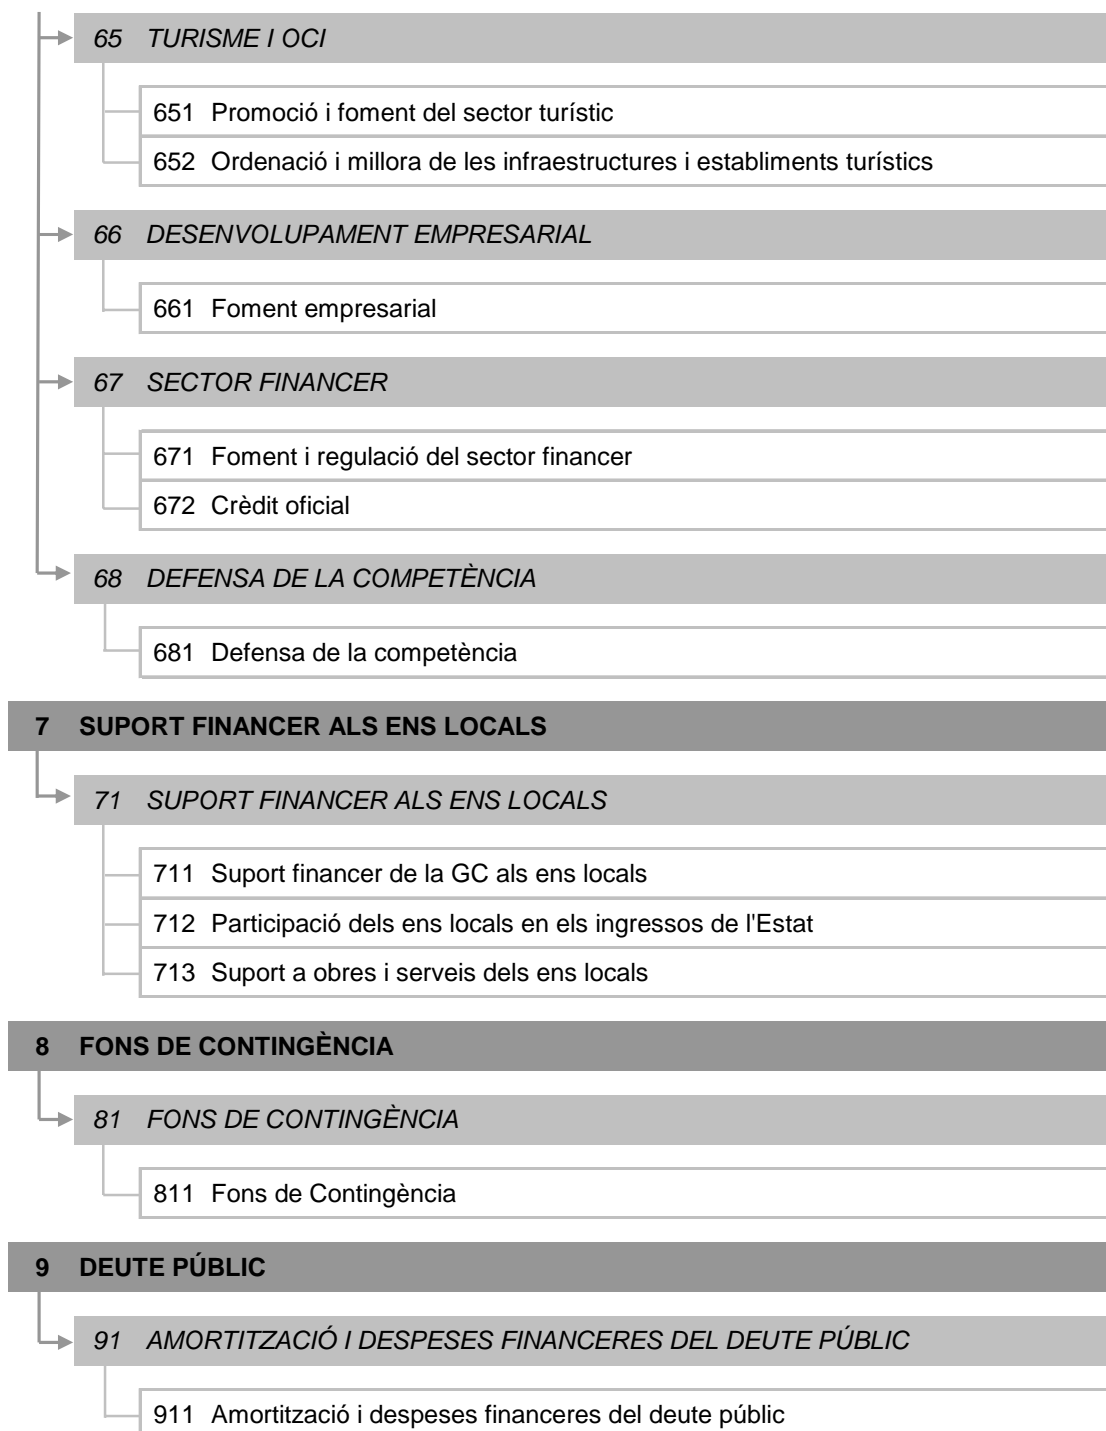 65 TURISME I OCI
651 Promoció i foment del sector turístic
652 Ordenació i millora de les infraestructures i establiments turístics
66 DESENVOLUPAMENT EMPRESARIAL
661 Foment empresarial
67 SECTOR FINANCER
671 Foment i regulació del sector financer
672 Crèdit oficial
68 DEFENSA DE LA COMPETÈNCIA
681 Defensa de la competència
7 SUPORT FINANCER ALS ENS LOCALS
71 SUPORT FINANCER ALS ENS LOCALS
711 Suport financer de la GC als ens locals
712 Participació dels ens locals en els ingressos de l'Estat
713 Suport a obres i serveis dels ens locals
8 FONS DE CONTINGÈNCIA
81 FONS DE CONTINGÈNCIA
811 Fons de Contingència
9 DEUTE PÚBLIC
91 AMORTITZACIÓ I DESPESES FINANCERES DEL DEUTE PÚBLIC
911 Amortització i despeses financeres del deute públic